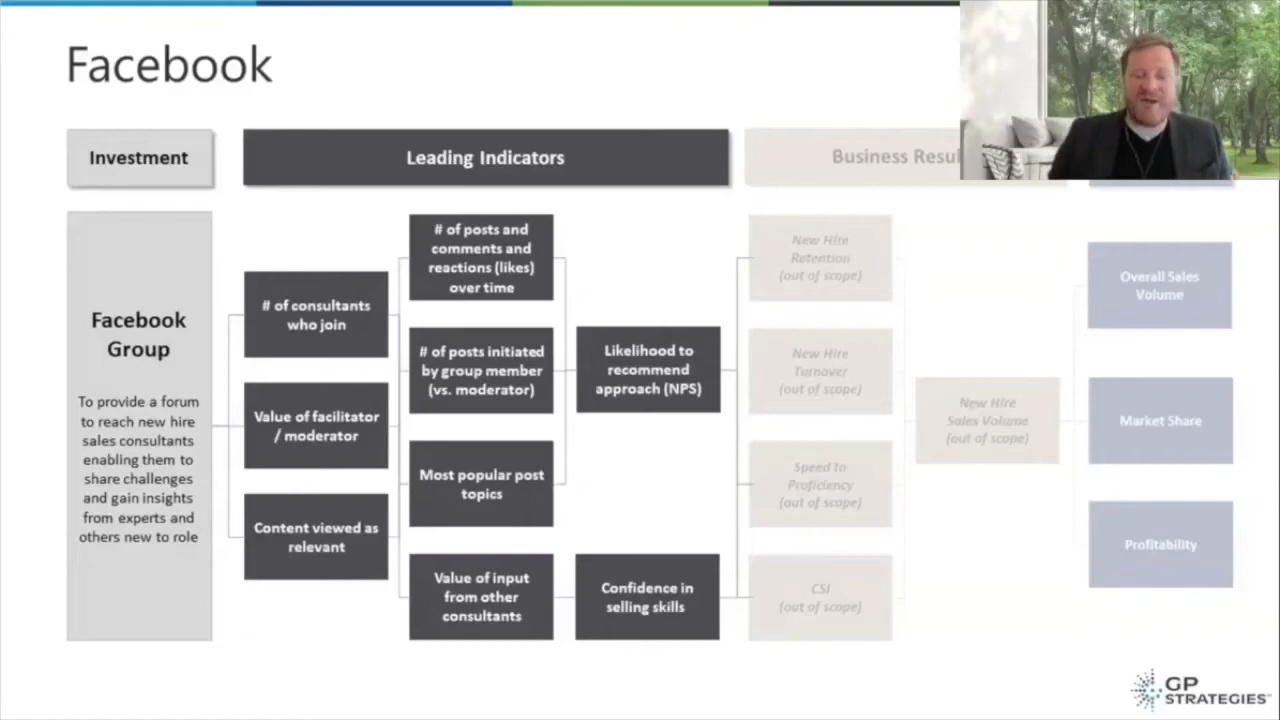 Facebook
Investment
Leading Indicators
Business Resul
Facebook
Group
To provide a forum
to reach new hire
sales consultants
enabling them to
share challenges
and gain insights
from experts and
others new to role
# of consultants
who join
Value of facilitator
/ moderator
Content viewed as
relevant
# of posts and
comments and
reactions (likes)
over time
# of posts initiated
by group member
(vs. moderator)
Most popular post
topics
Value of input
from other
consultants
Likelihood to
recommend
approach (NPS)
Confidence in
selling skills
New Hire
Retention
(out of scope)
New Hire
Turnover
(out of scope)
Speed to
Proficiency
(out of scope)
CSI
(out of scope)
New Hire
Sales Volume
(out of scope)
Overall Sales
Volume
Market Share
Profitability
GP
STRATEGIES